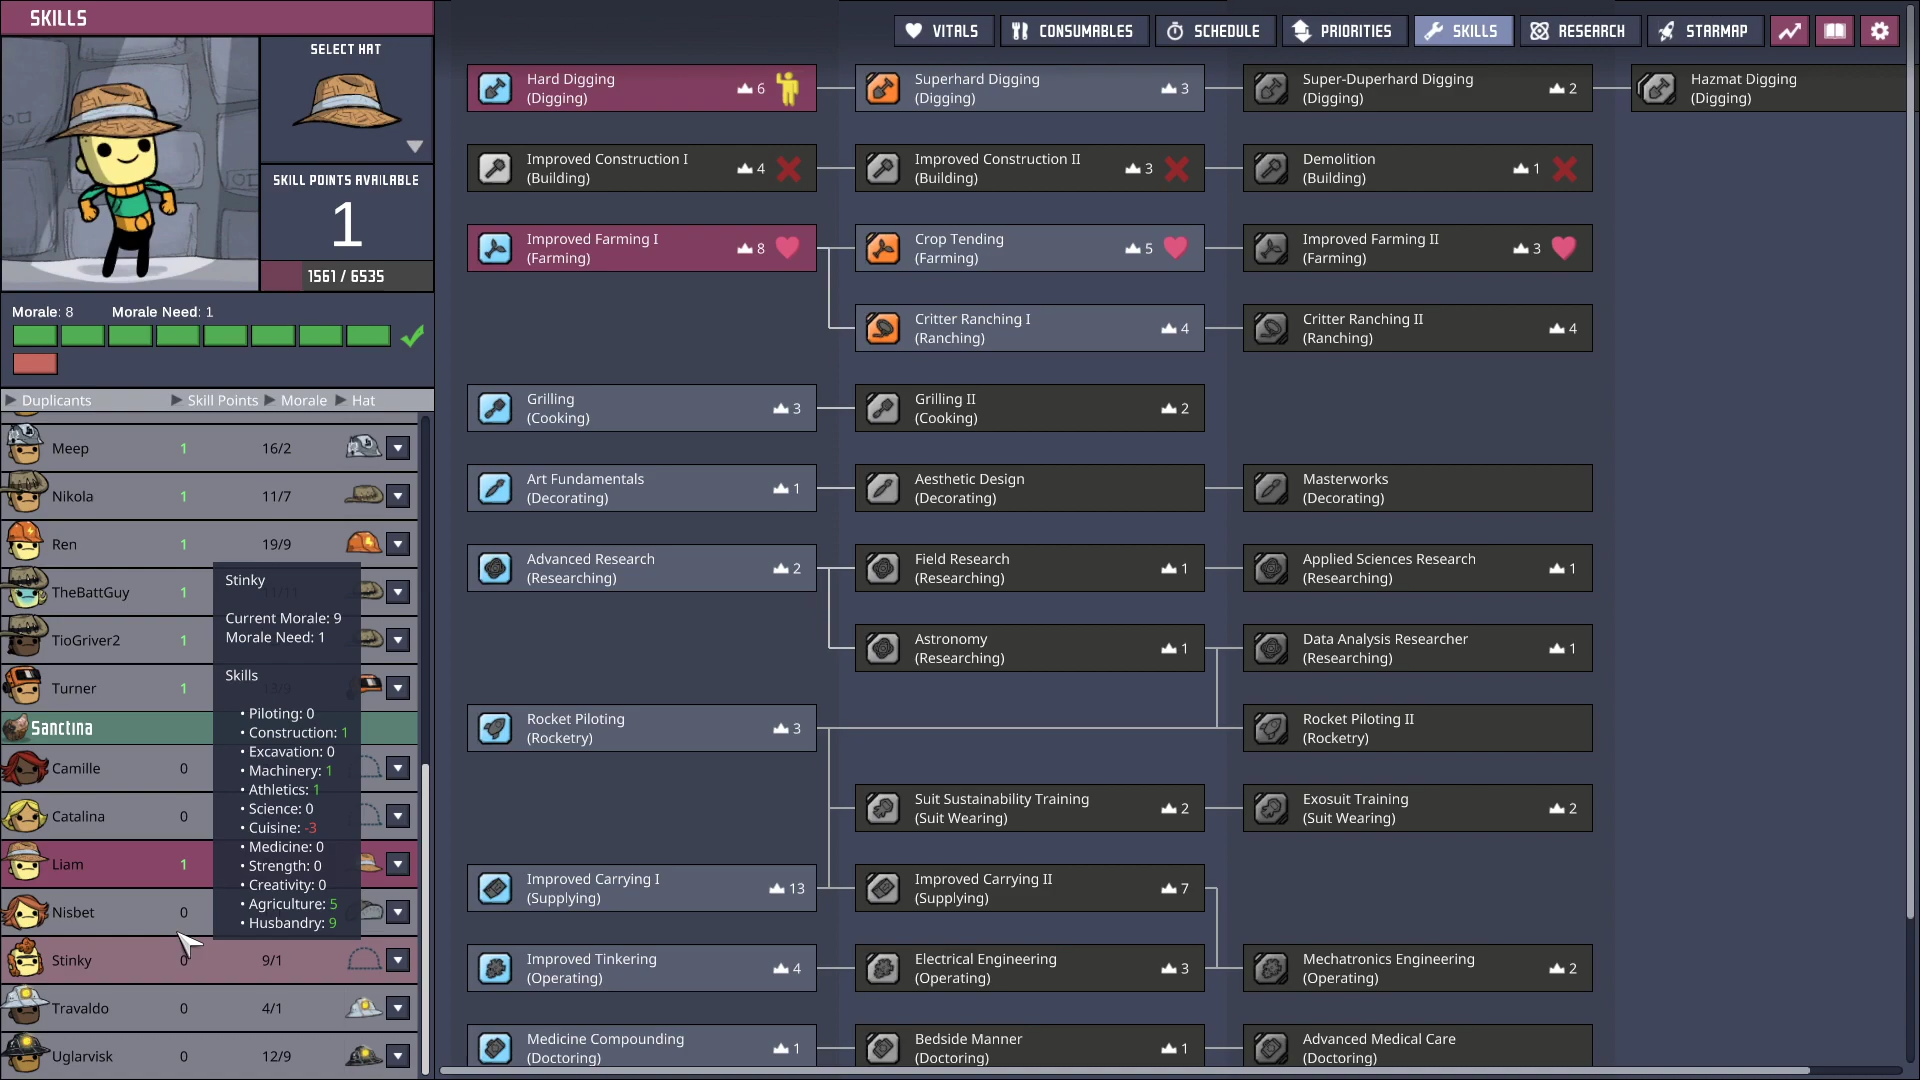 SKILLS
VITALS
CONSUMABLES
SCHEDULE
PRIORITIES
SKILLS
RESEARCH
STARMAP
SELECT HAT
SKILL POINTS AVAILABLE
1
1561 / 6535
Morale: 8
Morale Need: 1
Duplicants
Skill Points
Morale
Hat
Meep 1 16/2
Nikola 1 11/7
Ren 1 19/9
TheBattGuy 1 11/11
TioGriver2 1
Turner 1 13/9
Sanctina
Camille 0
Catalina 0
Liam 1
Nisbet 0
Stinky 0 9/1
Travaldo 0 4/1
Uglarvisk 0 12/9
Stinky
Current Morale: 9
Morale Need: 1
Skills
• Piloting: 0
• Construction: 1
• Excavation: 0
• Machinery: 1
• Athletics: 1
• Science: 0
• Cuisine: -3
• Medicine: 0
• Strength: 0
• Creativity: 0
• Agriculture: 5
• Husbandry: 9
Hard Digging
(Digging)
6
Superhard Digging
(Digging)
3
Super-Duperhard Digging
(Digging)
2
Hazmat Digging
(Digging)
Improved Construction I
(Building)
4
Improved Construction II
(Building)
3
Demolition
(Building)
1
Improved Farming I
(Farming)
8
Crop Tending
(Farming)
5
Improved Farming II
(Farming)
3
Critter Ranching I
(Ranching)
4
Critter Ranching II
(Ranching)
4
Grilling
(Cooking)
3
Grilling II
(Cooking)
2
Art Fundamentals
(Decorating)
1
Aesthetic Design
(Decorating)
Masterworks
(Decorating)
Advanced Research
(Researching)
2
Field Research
(Researching)
1
Applied Sciences Research
(Researching)
1
Astronomy
(Researching)
1
Data Analysis Researcher
(Researching)
1
Rocket Piloting
(Rocketry)
3
Rocket Piloting II
(Rocketry)
Suit Sustainability Training
(Suit Wearing)
2
Exosuit Training
(Suit Wearing)
2
Improved Carrying I
(Supplying)
13
Improved Carrying II
(Supplying)
7
Improved Tinkering
(Operating)
4
Electrical Engineering
(Operating)
3
Mechatronics Engineering
(Operating)
2
Medicine Compounding
(Doctoring)
1
Bedside Manner
(Doctoring)
1
Advanced Medical Care
(Doctoring)